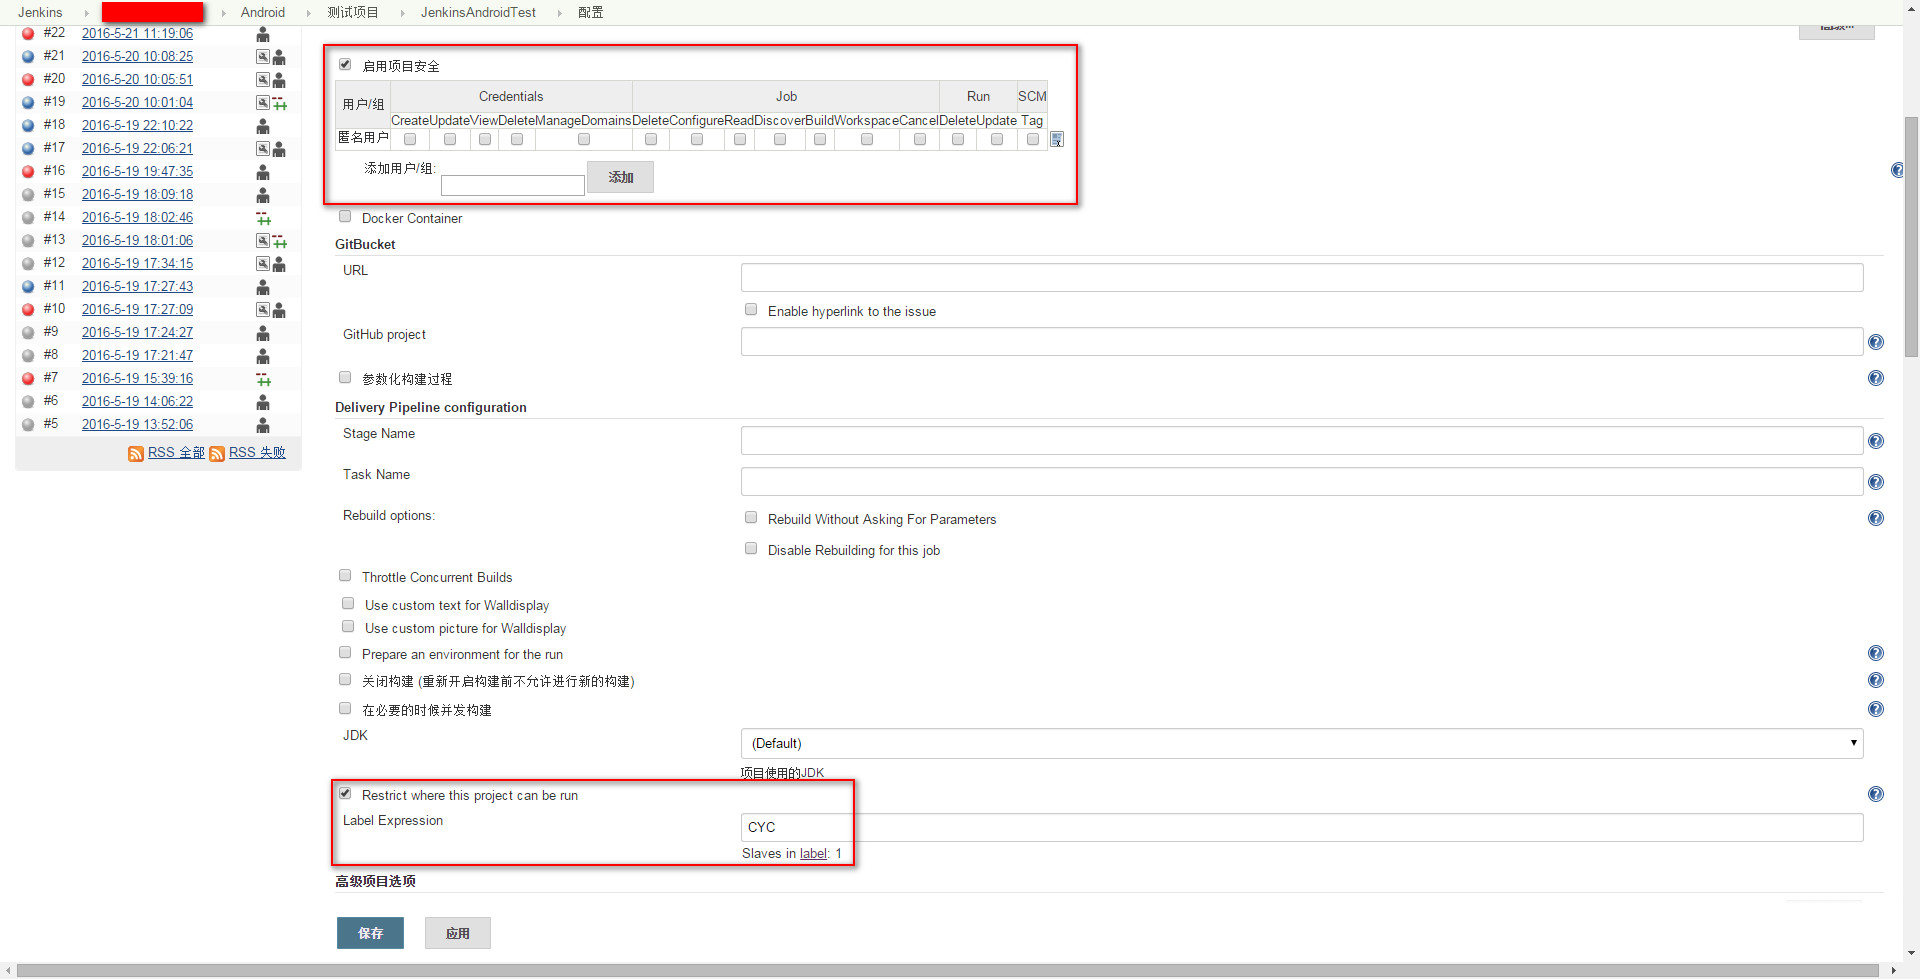 Jenkins Android 测试项目 JenkinsAndroidTest 配置
#22 2016-5-21 11:19:06
#21 2016-5-20 10:08:25
#20 2016-5-20 10:05:51
#19 2016-5-20 10:01:04
#18 2016-5-19 22:10:22
#17 2016-5-19 22:06:21
#16 2016-5-19 19:47:35
#15 2016-5-19 18:09:18
#14 2016-5-19 18:02:46
#13 2016-5-19 18:01:06
#12 2016-5-19 17:34:15
#11 2016-5-19 17:27:43
#10 2016-5-19 17:27:09
#9 2016-5-19 17:24:27
#8 2016-5-19 17:21:47
#7 2016-5-19 15:39:16
#6 2016-5-19 14:06:22
#5 2016-5-19 13:52:06
RSS 全部 RSS 失败
启用项目安全
用户/组 Credentials Job Run SCM
Create Update View Delete ManageDomains Delete Configure Read Discover Build Workspace Cancel Delete Update Tag
匿名用户
添加用户/组: 添加
Docker Container
GitBucket
URL
Enable hyperlink to the issue
GitHub project
参数化构建过程
Delivery Pipeline configuration
Stage Name
Task Name
Rebuild options: Rebuild Without Asking For Parameters
Disable Rebuilding for this job
Throttle Concurrent Builds
Use custom text for Walldisplay
Use custom picture for Walldisplay
Prepare an environment for the run
关闭构建 (重新开启构建前不允许进行新的构建)
在必要的时候并发构建
JDK (Default)
项目使用的JDK
Restrict where this project can be run
Label Expression CYC
Slaves in label: 1
高级项目选项
保存 应用